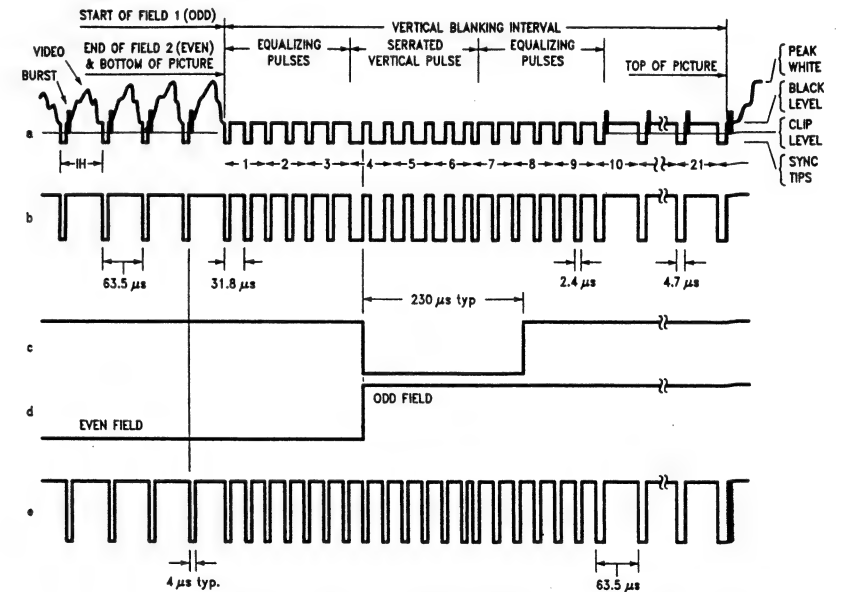 START OF FIELD 1 (ODD)
VERTICAL BLANKING INTERVAL
END OF FIELD 2 (EVEN)
& BOTTOM OF PICTURE
EQUALIZING
PULSES
SERRATED
VERTICAL PULSE
EQUALIZING
PULSES
TOP OF PICTURE
VIDEO
BURST
PEAK
WHITE
BLACK
LEVEL
CLIP
LEVEL
SYNC
TIPS
a
IH
1 2 3 4 5 6 7 8 9 10 21
b
63.5 μs
31.8 μs
2.4 μs
4.7 μs
230 μs typ
c
d
ODD FIELD
EVEN FIELD
e
4 μs typ.
63.5 μs